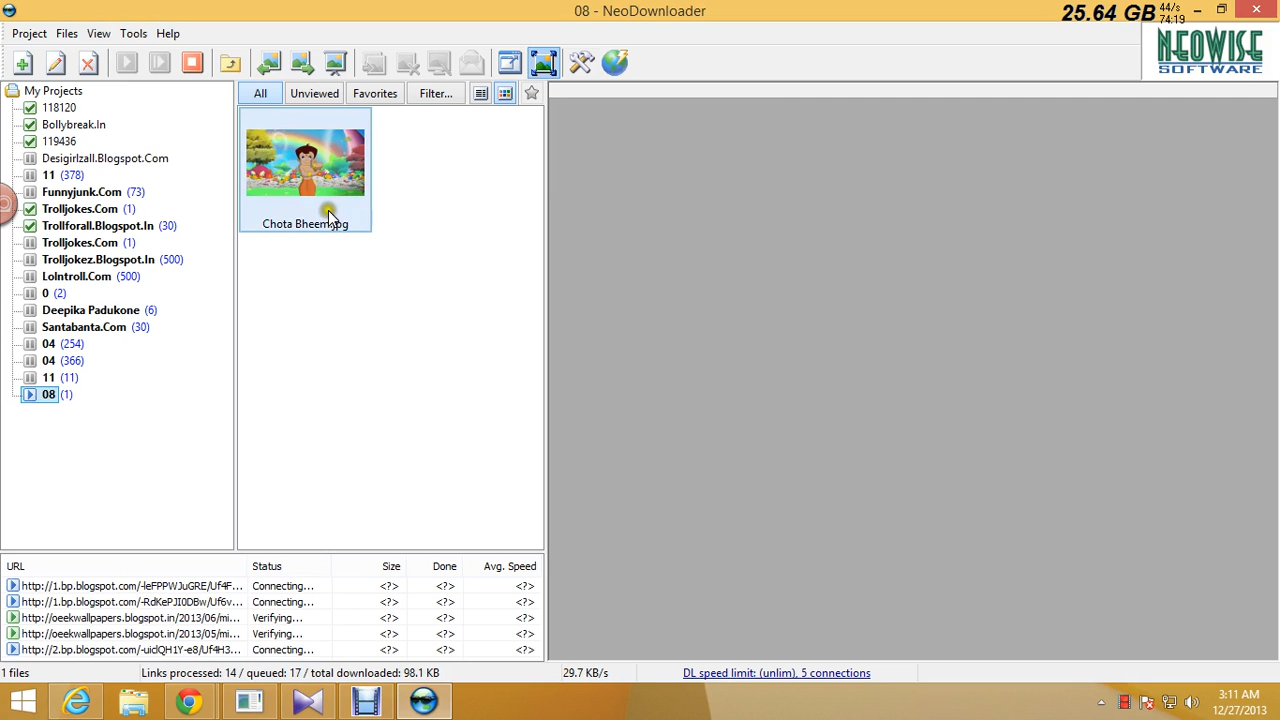 08 - NeoDownloader
25.64 GB 44/s
74:19
Project Files View Tools Help
NEOWISE
SOFTWARE
My Projects
118120
Bollybreak.In
119436
Desigirlzall.Blogspot.Com
11 (378)
Funnyjunk.Com (73)
Trolljokes.Com (1)
Trollforall.Blogspot.In (30)
Trolljokes.Com (1)
Trolljokez.Blogspot.In (500)
Lolntroll.Com (500)
0 (2)
Deepika Padukone (6)
Santabanta.Com (30)
04 (254)
04 (366)
11 (11)
08 (1)
All Unviewed Favorites Filter...
Chota Bheem.jpg
URL Status Size Done Avg. Speed
http://1.bp.blogspot.com/-leFPPWJuGRE/Uf4F... Connecting... <?> <?> <?>
http://1.bp.blogspot.com/-RdKePJI0DBw/Uf6v... Connecting... <?> <?> <?>
http://oeekwallpapers.blogspot.in/2013/06/mi... Verifying... <?> <?> <?>
http://oeekwallpapers.blogspot.in/2013/05/mi... Verifying... <?> <?> <?>
http://2.bp.blogspot.com/-uiclQH1Y-e8/Uf4H3... Connecting... <?> <?> <?>
1 files Links processed: 14 / queued: 17 / total downloaded: 98.1 KB 29.7 KB/s DL speed limit: (unlim), 5 connections
3:11 AM
12/27/2013